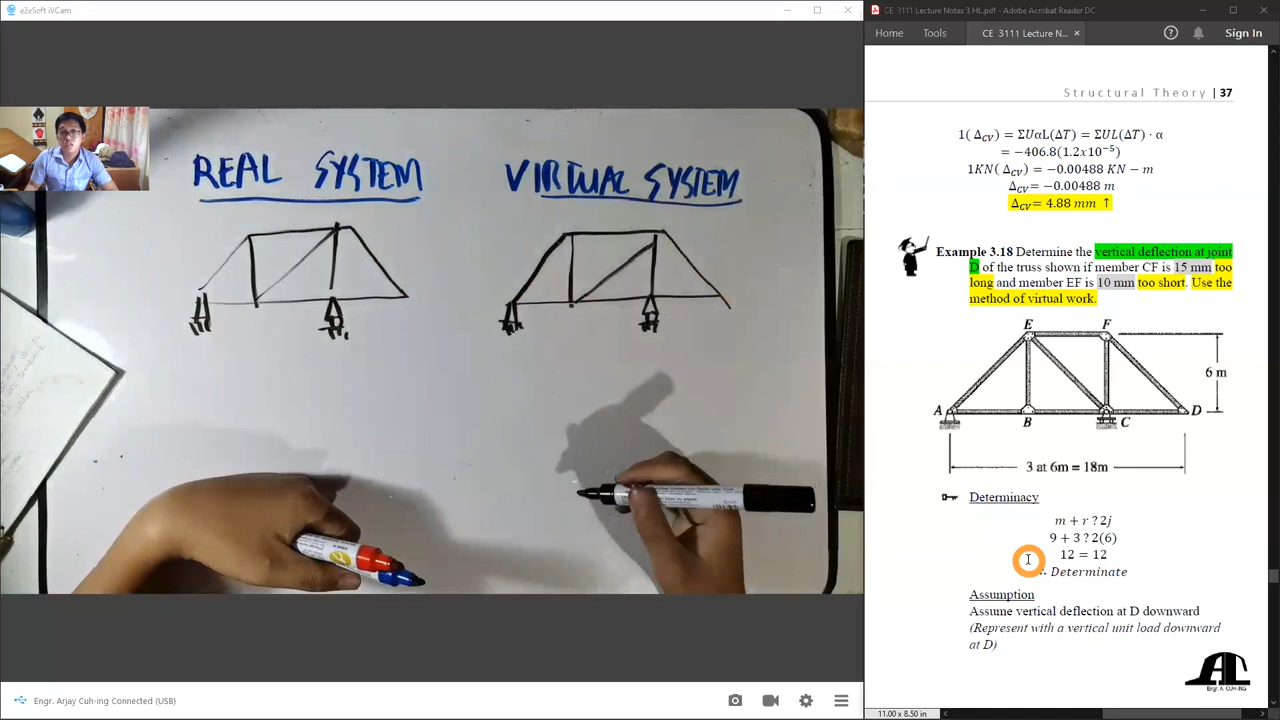 e2eSoft iVCam
REAL SYSTEM
VIRTUAL SYSTEM
Engr. Arjay Cuh-ing Connected (USB)
CE 3111 Lecture Notes 3 HL.pdf - Adobe Acrobat Reader DC
Home Tools CE 3111 Lecture N... × Sign In
Structural Theory | 37
1( Δ_CV) = ΣUαL(ΔT) = ΣUL(ΔT) · α
= −406.8(1.2x10⁻⁵)
1KN( Δ_CV) = −0.00488 KN − m
Δ_CV = −0.00488 m
Δ_CV = 4.88 mm ↑
Example 3.18 Determine the vertical deflection at joint
D of the truss shown if member CF is 15 mm too
long and member EF is 10 mm too short. Use the
method of virtual work.
E F
6 m
A B C D
3 at 6m = 18m
Determinacy
m + r ? 2j
9 + 3 ? 2(6)
12 = 12
∴ Determinate
Assumption
Assume vertical deflection at D downward
(Represent with a vertical unit load downward
at D)
Engr. A. CUH-ING
11.00 x 8.50 in